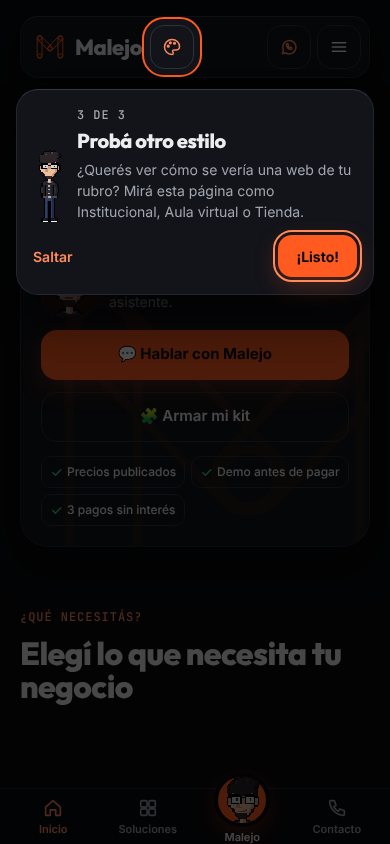 Malejo
3 DE 3
Probá otro estilo
¿Querés ver cómo se vería una web de tu
rubro? Mirá esta página como
Institucional, Aula virtual o Tienda.
Saltar
¡Listo!
asistente.
💬 Hablar con Malejo
🧩 Armar mi kit
✓ Precios publicados
✓ Demo antes de pagar
✓ 3 pagos sin interés
¿QUÉ NECESITÁS?
Elegí lo que necesita tu
negocio
Inicio
Soluciones
Malejo
Contacto